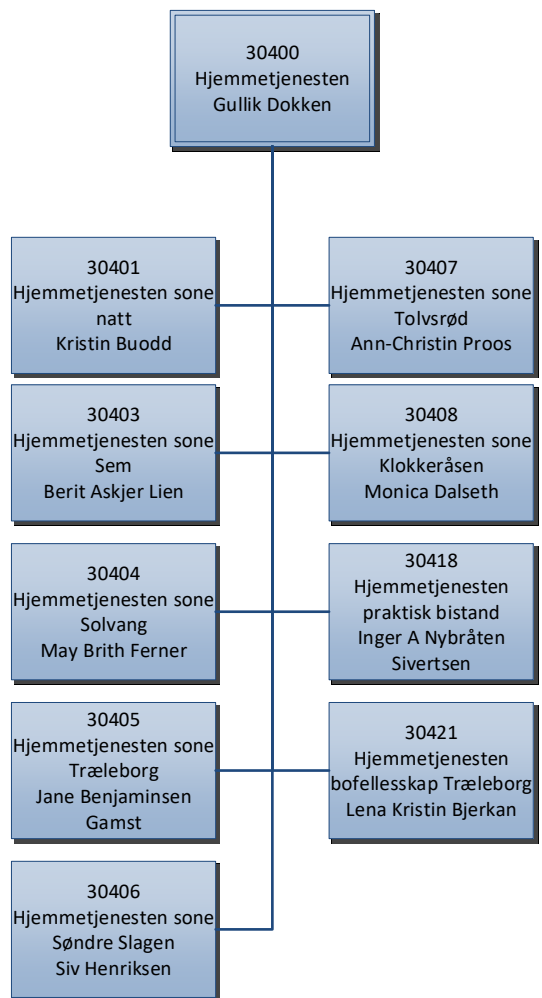 30400
Hjemmetjenesten
Gullik Dokken
30401
Hjemmetjenesten sone
natt
Kristin Buodd
30407
Hjemmetjenesten sone
Tolvsrød
Ann-Christin Proos
30403
Hjemmetjenesten sone
Sem
Berit Askjer Lien
30408
Hjemmetjenesten sone
Klokkeråsen
Monica Dalseth
30404
Hjemmetjenesten sone
Solvang
May Brith Ferner
30418
Hjemmetjenesten
praktisk bistand
Inger A Nybråten
Sivertsen
30405
Hjemmetjenesten sone
Træleborg
Jane Benjaminsen
Gamst
30421
Hjemmetjenesten
bofellesskap Træleborg
Lena Kristin Bjerkan
30406
Hjemmetjenesten sone
Søndre Slagen
Siv Henriksen